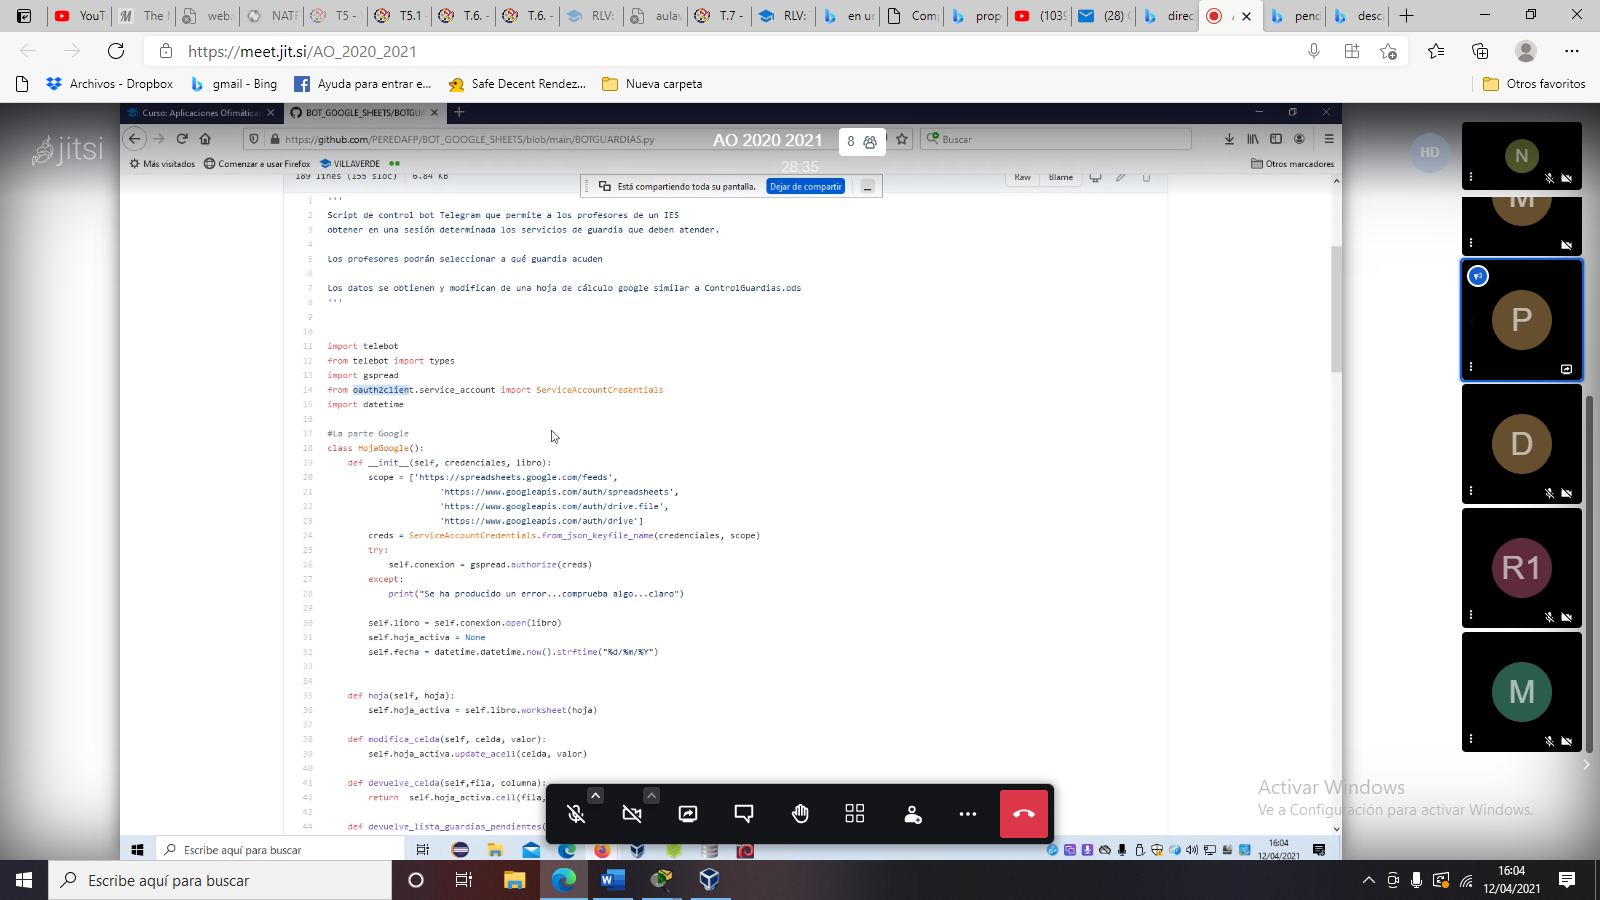 YouT
The I
web.
NATF
T5 -
T5.1
T.6. -
T.6. -
RLV:
aulav
T.7 -
RLV:
en ur
Com
prop
(1039
(28)
direc
pend
desca
https://meet.jit.si/AO_2020_2021
Archivos - Dropbox
gmail - Bing
Ayuda para entrar e...
Safe Decent Rendez...
Nueva carpeta
Otros favoritos
jitsi
Curso: Aplicaciones Ofimáticas
BOT_GOOGLE_SHEETS/BOTGUA
https://github.com/PEREDAFP/BOT_GOOGLE_SHEETS/blob/main/BOTGUARDIAS.py
AO 2020 2021
8
Buscar
28:35
Más visitados
Comenzar a usar Firefox
VILLAVERDE
Otros marcadores
189 lines (155 sloc) 6.84 KB
Está compartiendo toda su pantalla.
Dejar de compartir
Raw
Blame
1 '''
2 Script de control bot Telegram que permite a los profesores de un IES
3 obtener en una sesión determinada los servicios de guardia que deben atender.
4
5 Los profesores podrán seleccionar a qué guardia acuden
6
7 Los datos se obtienen y modifican de una hoja de cálculo google similar a ControlGuardias.ods
8 '''
9
10
11 import telebot
12 from telebot import types
13 import gspread
14 from oauth2client.service_account import ServiceAccountCredentials
15 import datetime
16
17 #La parte Google
18 class HojaGoogle():
19 def __init__(self, credenciales, libro):
20 scope = ['https://spreadsheets.google.com/feeds',
21 'https://www.googleapis.com/auth/spreadsheets',
22 'https://www.googleapis.com/auth/drive.file',
23 'https://www.googleapis.com/auth/drive']
24 creds = ServiceAccountCredentials.from_json_keyfile_name(credenciales, scope)
25 try:
26 self.conexion = gspread.authorize(creds)
27 except:
28 print("Se ha producido un error...comprueba algo...claro")
29
30 self.libro = self.conexion.open(libro)
31 self.hoja_activa = None
32 self.fecha = datetime.datetime.now().strftime("%d/%m/%Y")
33
34
35 def hoja(self, hoja):
36 self.hoja_activa = self.libro.worksheet(hoja)
37
38 def modifica_celda(self, celda, valor):
39 self.hoja_activa.update_acell(celda, valor)
40
41 def devuelve_celda(self,fila, columna):
42 return self.hoja_activa.cell(fila,
43
44 def devuelve_lista_guardias_pendientes(
HD
N
M
P
D
R1
M
Activar Windows
Ve a Configuración para activar Windows.
Escribe aquí para buscar
16:04
12/04/2021
Escribe aquí para buscar
16:04
12/04/2021